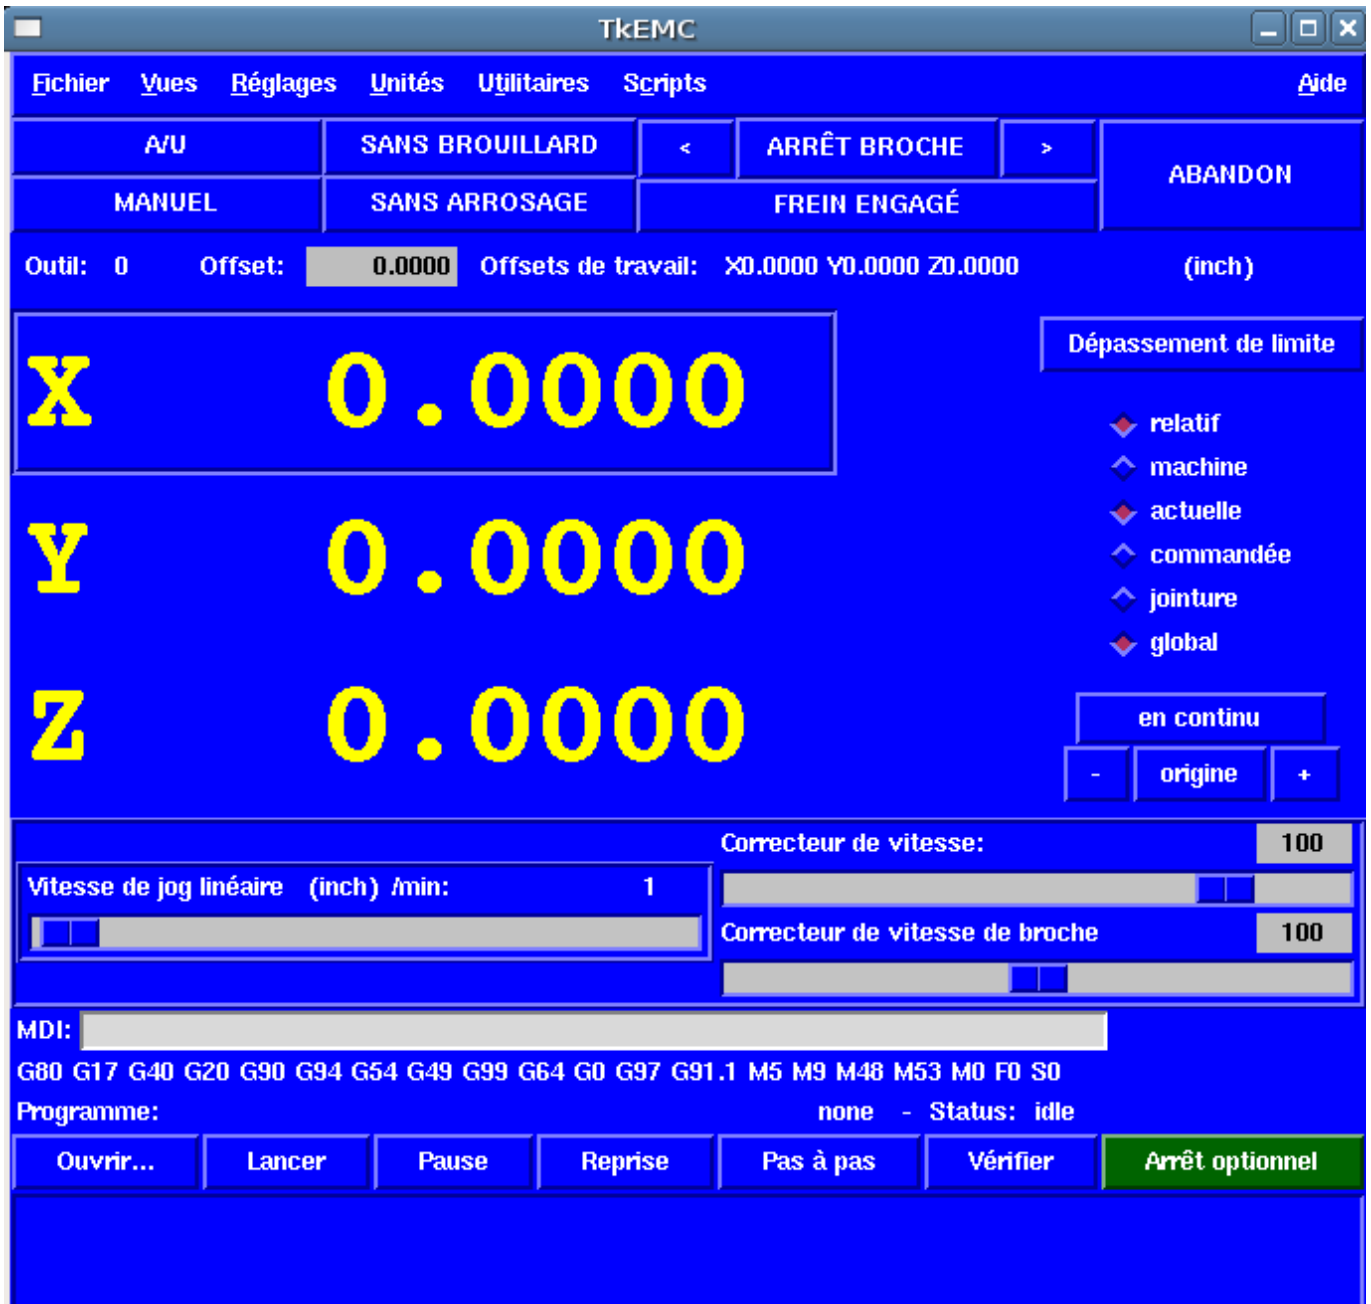 TkEMC
Fichier Vues Réglages Unités Utilitaires Scripts Aide
A/U SANS BROUILLARD < ARRÊT BROCHE > ABANDON
MANUEL SANS ARROSAGE FREIN ENGAGÉ
Outil: 0 Offset: 0.0000 Offsets de travail: X0.0000 Y0.0000 Z0.0000 (inch)
Dépassement de limite
X 0.0000
relatif
machine
actuelle
Y 0.0000
commandée
jointure
global
Z 0.0000
en continu
- origine +
Correcteur de vitesse: 100
Vitesse de jog linéaire (inch) /min: 1
Correcteur de vitesse de broche 100
MDI:
G80 G17 G40 G20 G90 G94 G54 G49 G99 G64 G0 G97 G91.1 M5 M9 M48 M53 M0 F0 S0
Programme: none - Status: idle
Ouvrir... Lancer Pause Reprise Pas à pas Vérifier Arrêt optionnel